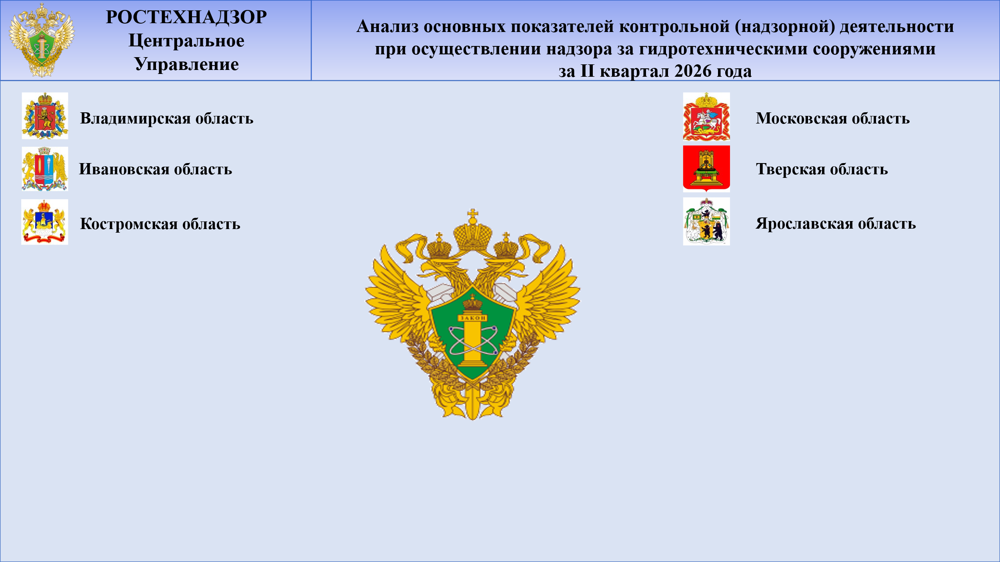 РОСТЕХНАДЗОР
Центральное
Управление
Анализ основных показателей контрольной (надзорной) деятельности
при осуществлении надзора за гидротехническими сооружениями
за II квартал 2026 года
Владимирская область
Ивановская область
Костромская область
Московская область
Тверская область
Ярославская область
ЗАКОН